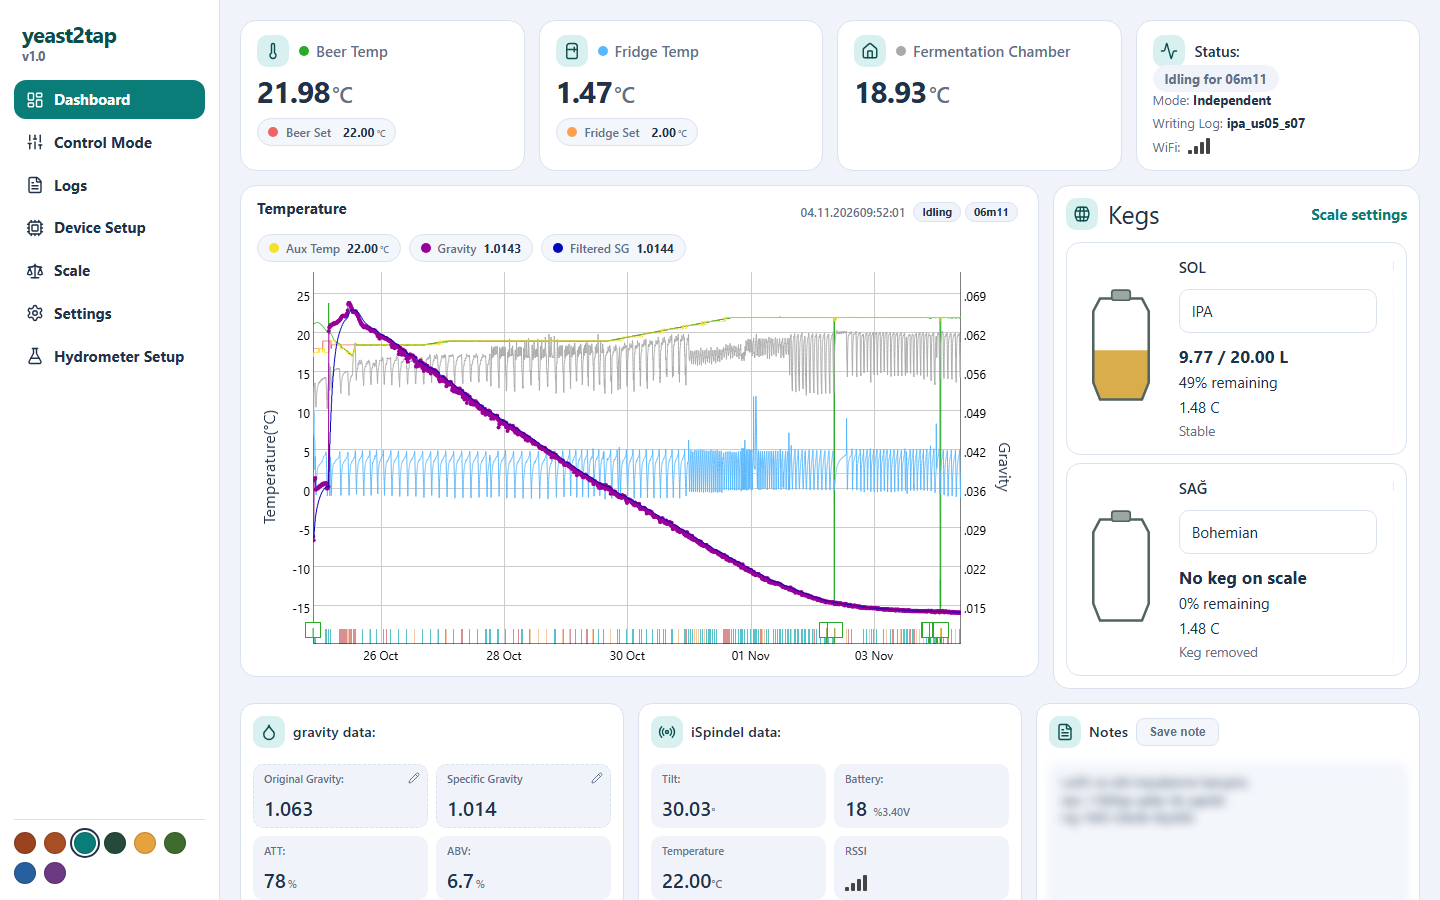 yeast2tap
v1.0
Dashboard
Control Mode
Logs
Device Setup
Scale
Settings
Hydrometer Setup
Beer Temp
21.98 °C
Beer Set 22.00 °C
Fridge Temp
1.47 °C
Fridge Set 2.00 °C
Fermentation Chamber
18.93 °C
Status:
Idling for 06m11
Mode: Independent
Writing Log: ipa_us05_s07
WiFi:
Temperature
04.11.202609:52:01 Idling 06m11
Aux Temp 22.00 °C Gravity 1.0143 Filtered SG 1.0144
Temperature(°C)
25
20
15
10
5
0
-5
-10
-15
.069
.062
.056
.049
.042
.036
.029
.022
.015
Gravity
26 Oct 28 Oct 30 Oct 01 Nov 03 Nov
Kegs
Scale settings
SOL
IPA
9.77 / 20.00 L
49% remaining
1.48 C
Stable
SAĞ
Bohemian
No keg on scale
0% remaining
1.48 C
Keg removed
gravity data:
Original Gravity:
1.063
Specific Gravity
1.014
ATT:
78 %
ABV:
6.7 %
iSpindel data:
Tilt:
30.03°
Battery:
18 %3.40V
Temperature
22.00°C
RSSI
Notes
Save note